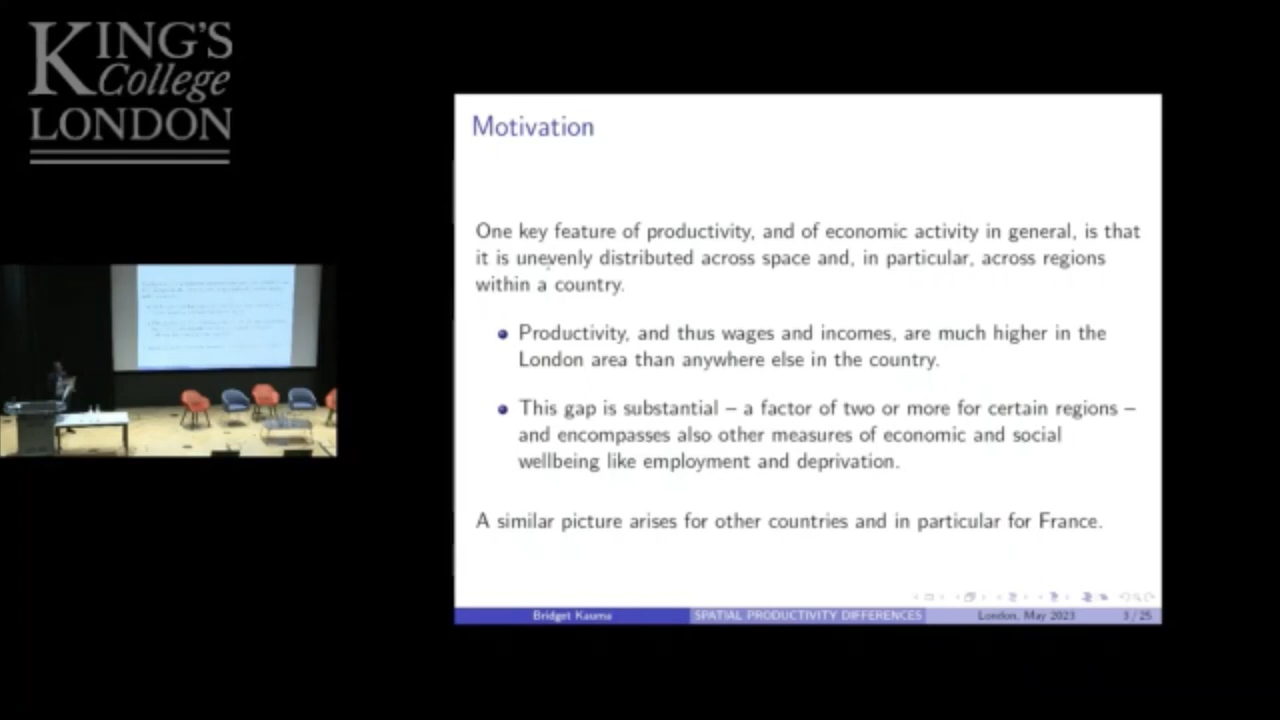 KING'S
College
LONDON
Motivation
One key feature of productivity, and of economic activity in general, is that
it is unevenly distributed across space and, in particular, across regions
within a country.
Productivity, and thus wages and incomes, are much higher in the
London area than anywhere else in the country.
This gap is substantial – a factor of two or more for certain regions –
and encompasses also other measures of economic and social
wellbeing like employment and deprivation.
A similar picture arises for other countries and in particular for France.
Bridget Kauma SPATIAL PRODUCTIVITY DIFFERENCES London, May 2023 3 / 25